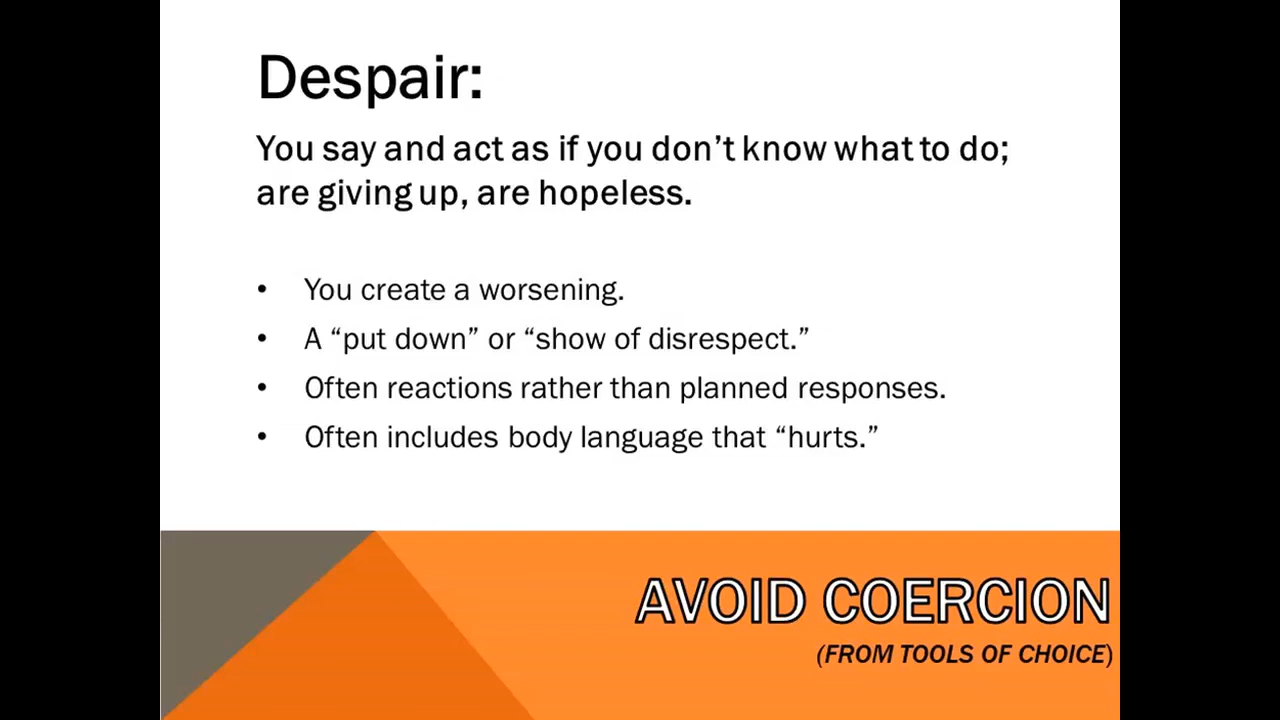 Despair:
You say and act as if you don’t know what to do;
are giving up, are hopeless.
• You create a worsening.
• A “put down” or “show of disrespect.”
• Often reactions rather than planned responses.
• Often includes body language that “hurts.”
AVOID COERCION
(FROM TOOLS OF CHOICE)